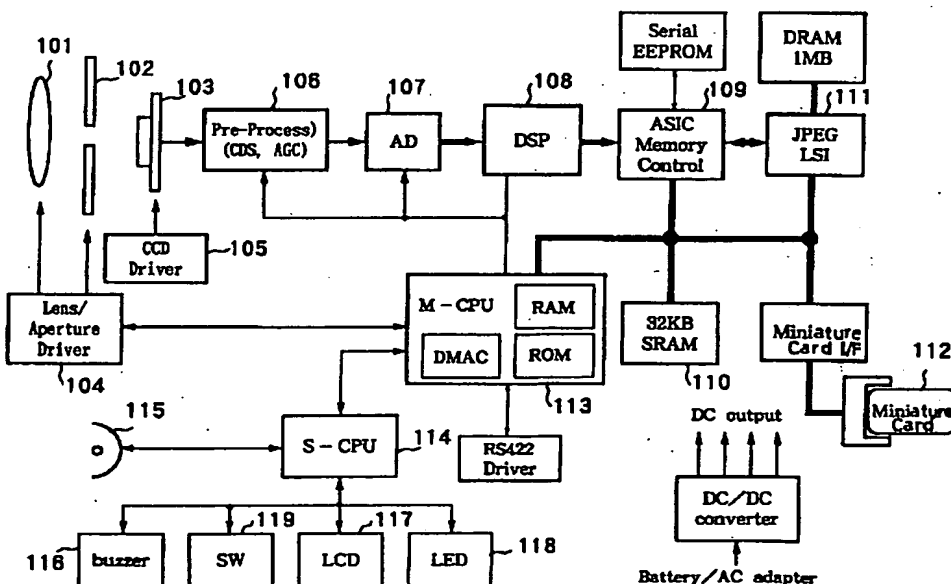 101
102
103
106
Pre-Process)
(CDS, AGC)
107
AD
108
DSP
Serial
EEPROM
109
ASIC
Memory
Control
DRAM
1MB
111
JPEG
LSI
CCD
Driver
105
Lens/
Aperture
Driver
104
M-CPU
RAM
DMAC
ROM
113
32KB
SRAM
110
Miniature
Card I/F
112
Miniature
Card
115
S-CPU
114
RS422
Driver
DC output
DC/DC
converter
Battery/AC adapter
116
buzzer
119
SW
117
LCD
LED
118